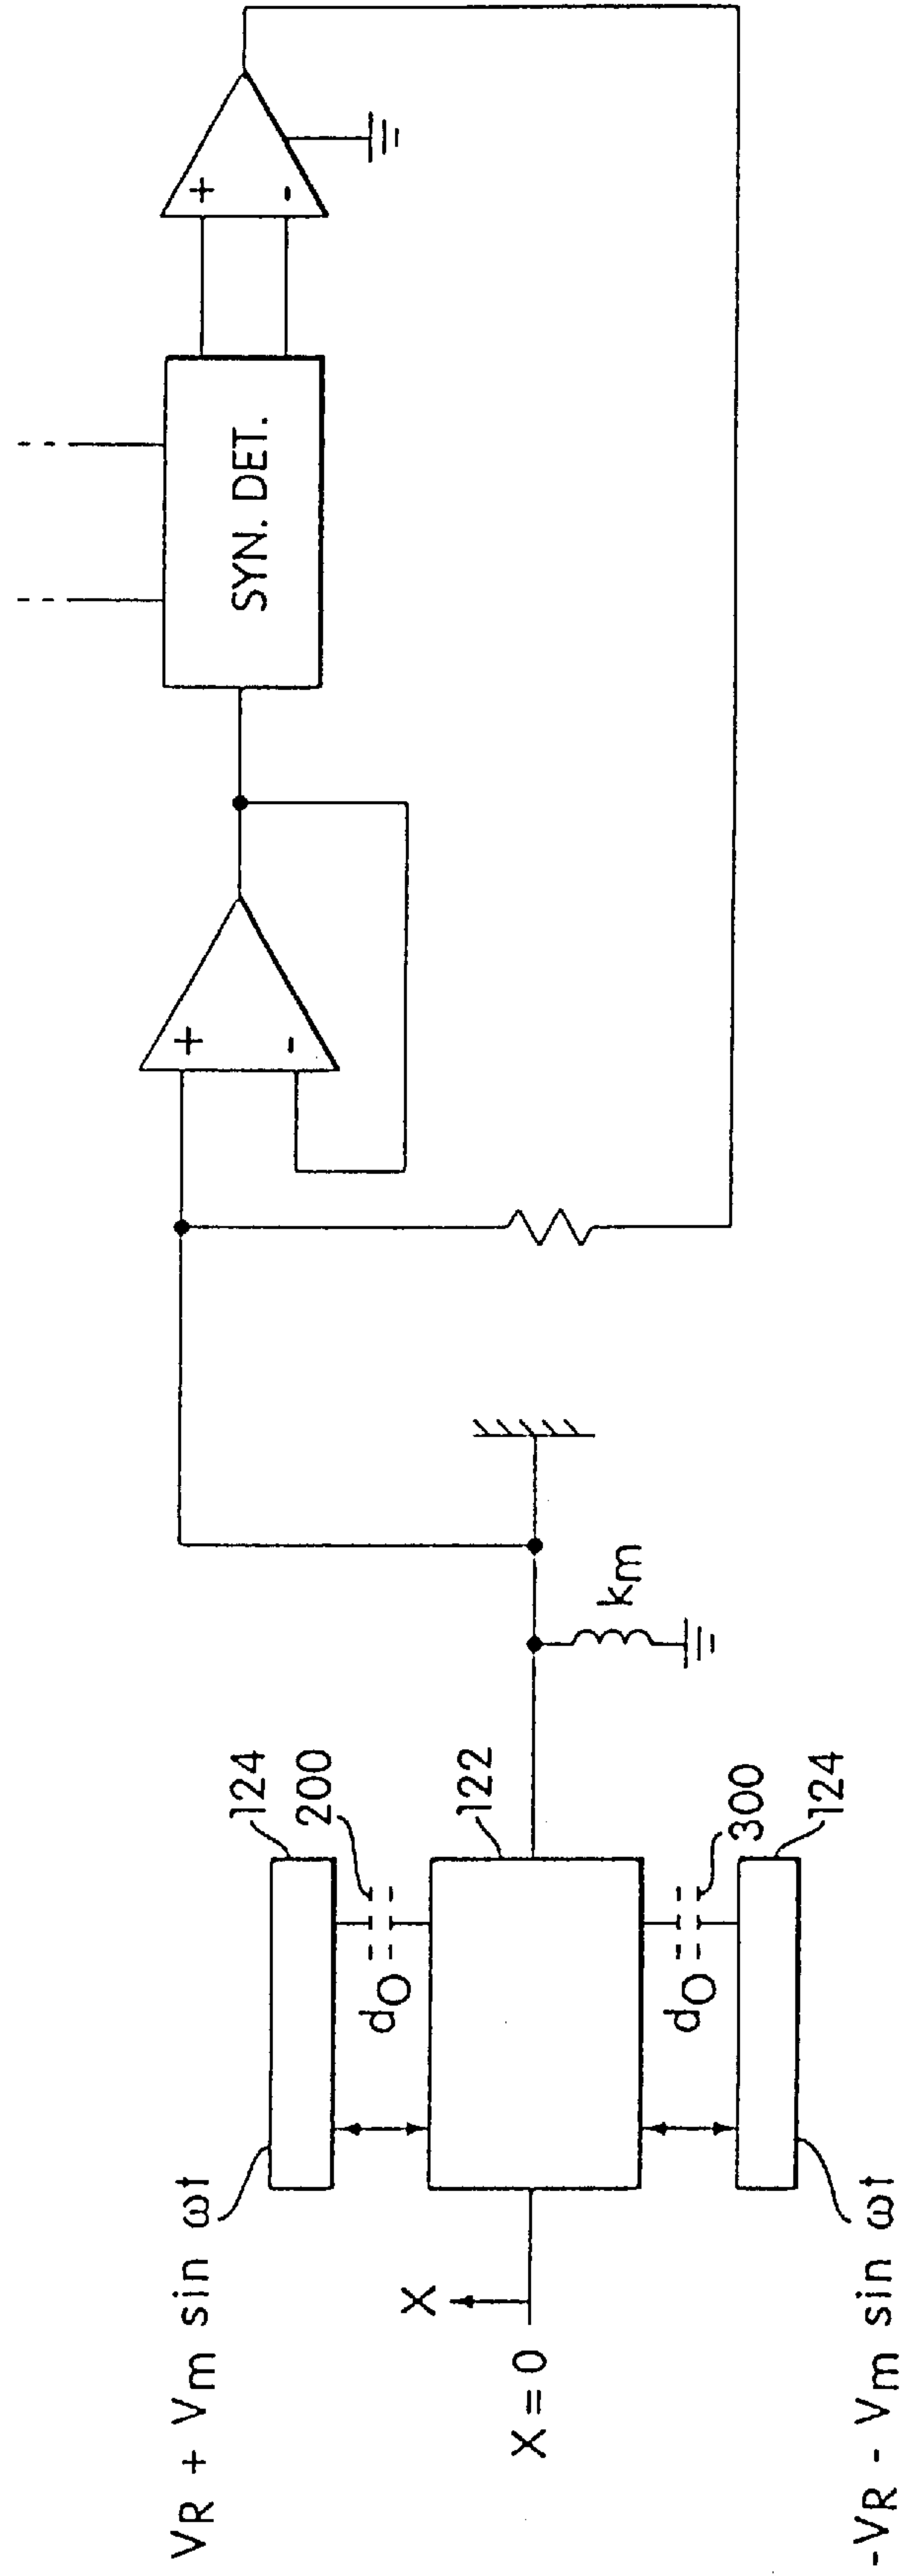 VR + Vm sin ωt
X
X = 0
-VR - Vm sin ωt
124
200
dO
122
dO
300
124
km
+
-
SYN. DET.
+
-